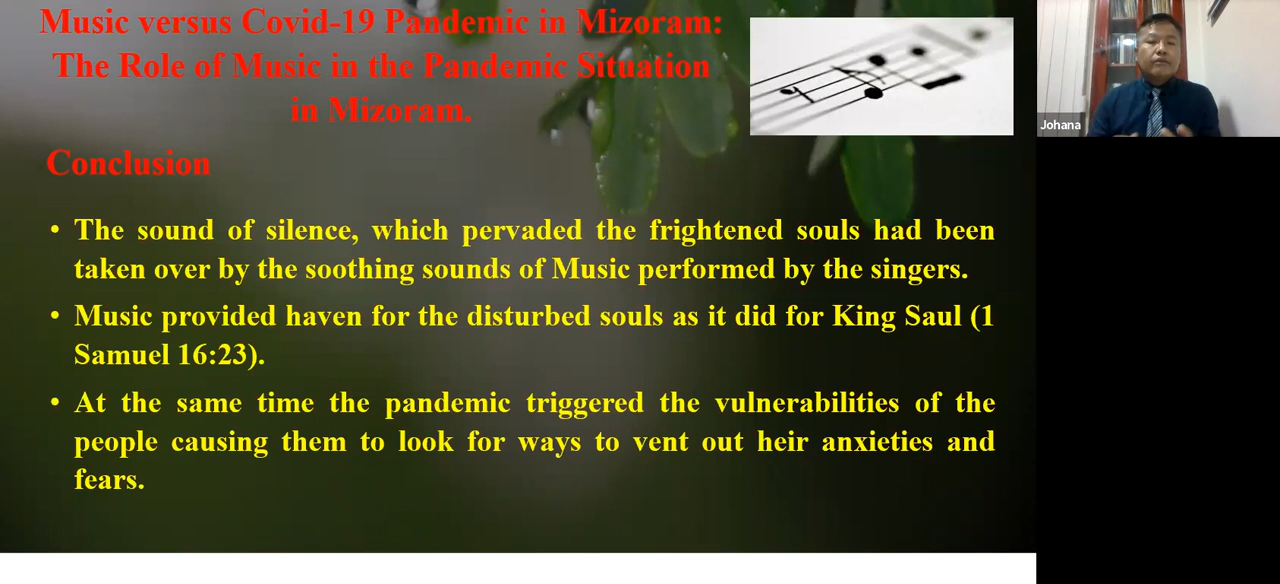 Music versus Covid-19 Pandemic in Mizoram:
The Role of Music in the Pandemic Situation
in Mizoram.
Johana
Conclusion
• The sound of silence, which pervaded the frightened souls had been
taken over by the soothing sounds of Music performed by the singers.
• Music provided haven for the disturbed souls as it did for King Saul (1
Samuel 16:23).
• At the same time the pandemic triggered the vulnerabilities of the
people causing them to look for ways to vent out heir anxieties and
fears.